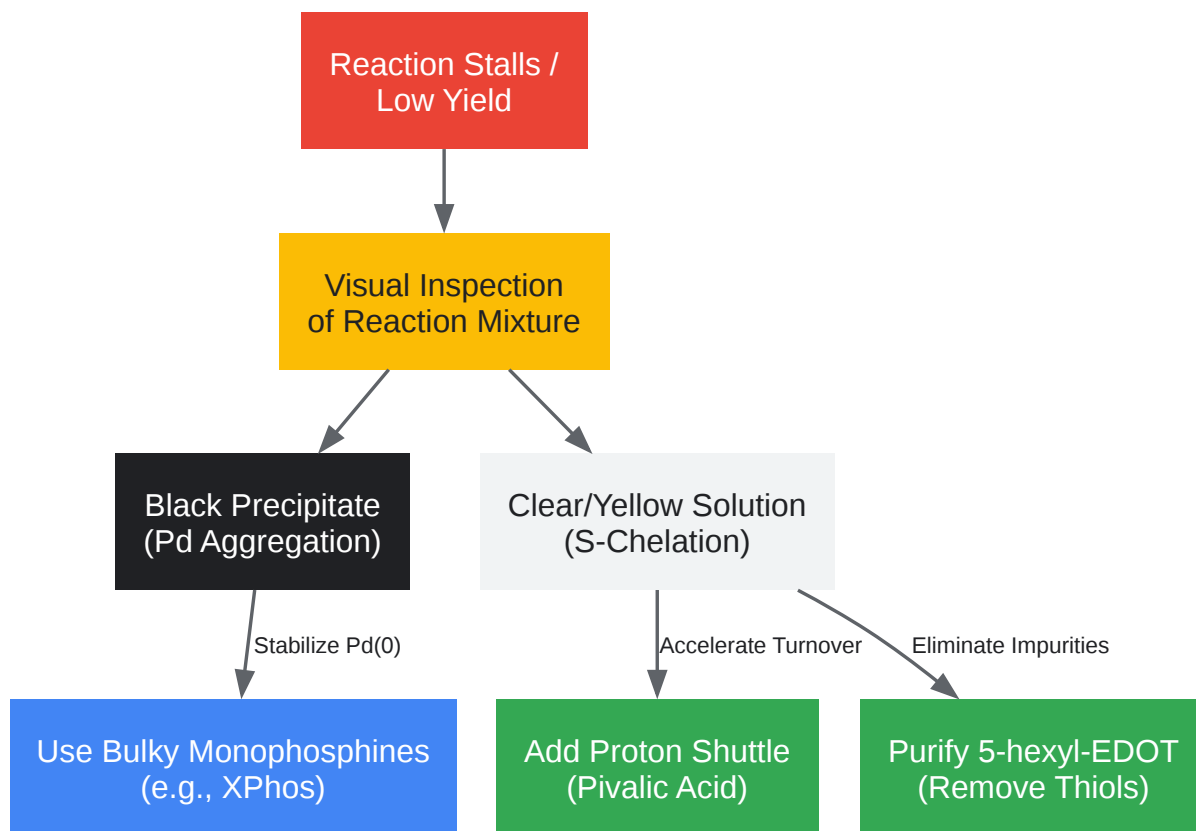 Reaction Stalls /
Low Yield
Visual Inspection
of Reaction Mixture
Black Precipitate
(Pd Aggregation)
Clear/Yellow Solution
(S-Chelation)
Stabilize Pd(0)
Accelerate Turnover
Eliminate Impurities
Use Bulky Monophosphines
(e.g., XPhos)
Add Proton Shuttle
(Pivalic Acid)
Purify 5-hexyl-EDOT
(Remove Thiols)